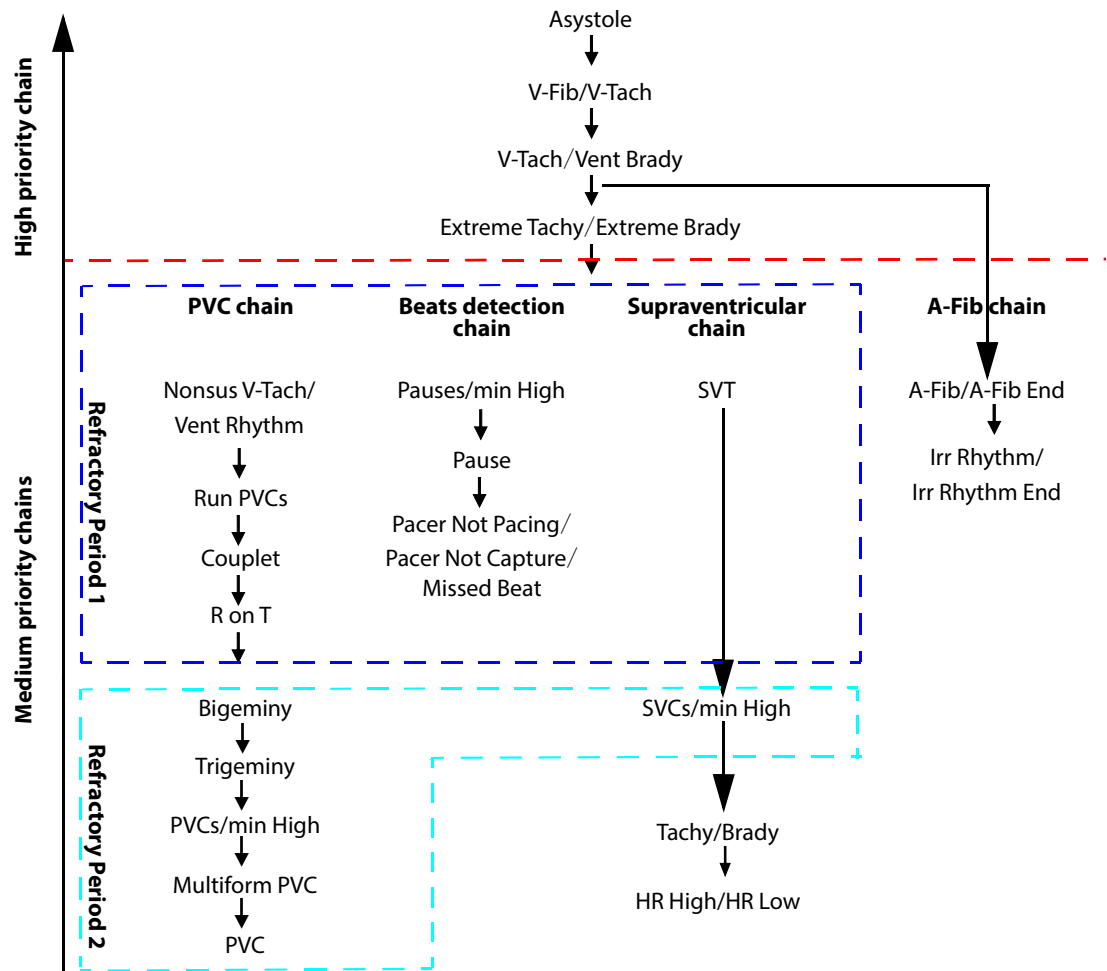 Asystole
V-Fib/V-Tach
V-Tach/Vent Brady
Extreme Tachy/Extreme Brady
High priority chain
Medium priority chains
Refractory Period 1
PVC chain
Nonsus V-Tach/
Vent Rhythm
Run PVCs
Couplet
R on T
Beats detection
chain
Pauses/min High
Pause
Pacer Not Pacing/
Pacer Not Capture/
Missed Beat
Supraventricular
chain
SVT
A-Fib chain
A-Fib/A-Fib End
Irr Rhythm/
Irr Rhythm End
Refractory Period 2
Bigeminy
Trigeminy
PVCs/min High
Multiform PVC
PVC
SVCs/min High
Tachy/Brady
HR High/HR Low